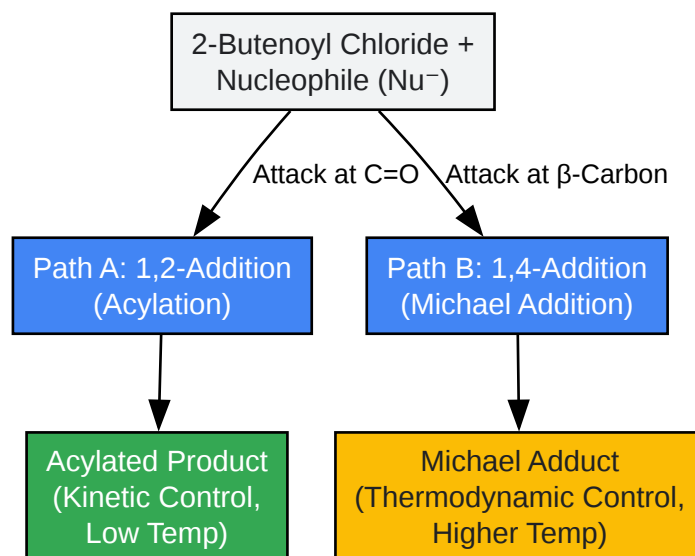 2-Butenoyl Chloride +
Nucleophile (Nu⁻)
Attack at C=O
Attack at β-Carbon
Path A: 1,2-Addition
(Acylation)
Path B: 1,4-Addition
(Michael Addition)
Acylated Product
(Kinetic Control,
Low Temp)
Michael Adduct
(Thermodynamic Control,
Higher Temp)